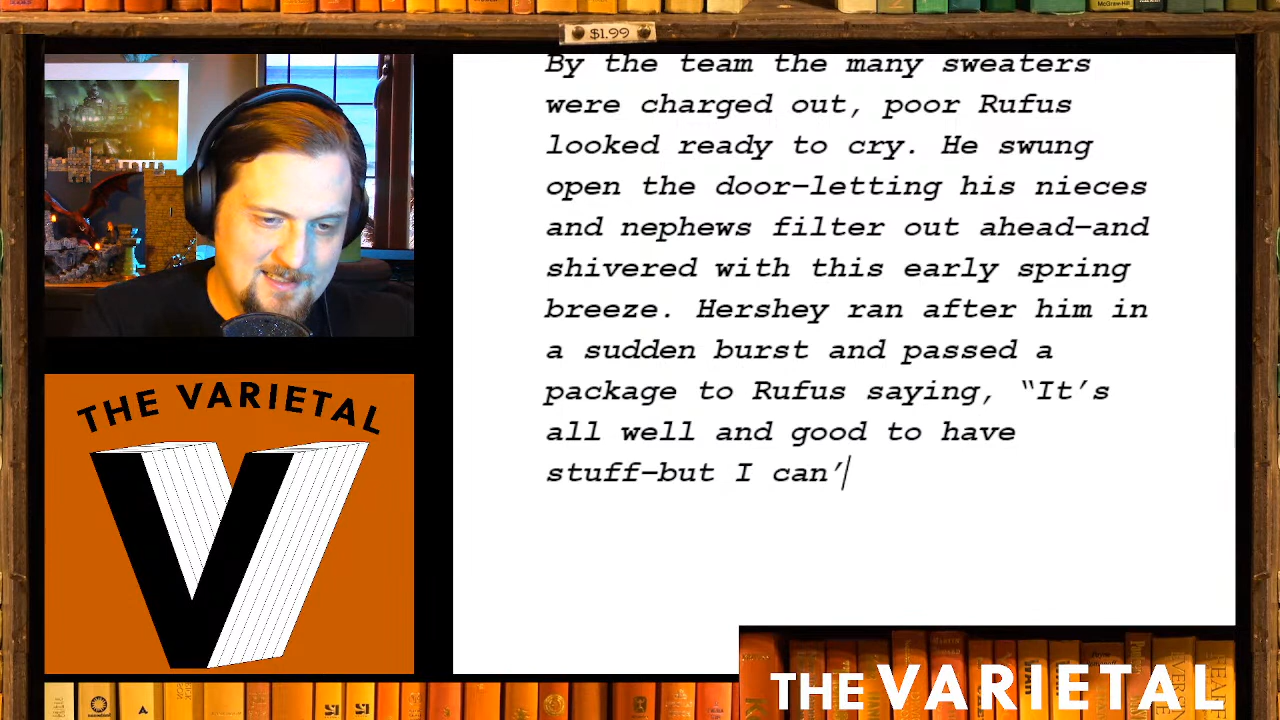 McGraw-Hill
$1.99
By the team the many sweaters
were charged out, poor Rufus
looked ready to cry. He swung
open the door—letting his nieces
and nephews filter out ahead—and
shivered with this early spring
breeze. Hershey ran after him in
a sudden burst and passed a
package to Rufus saying, “It’s
all well and good to have
stuff—but I can’
THE VARIETAL
V
THE VARIETAL